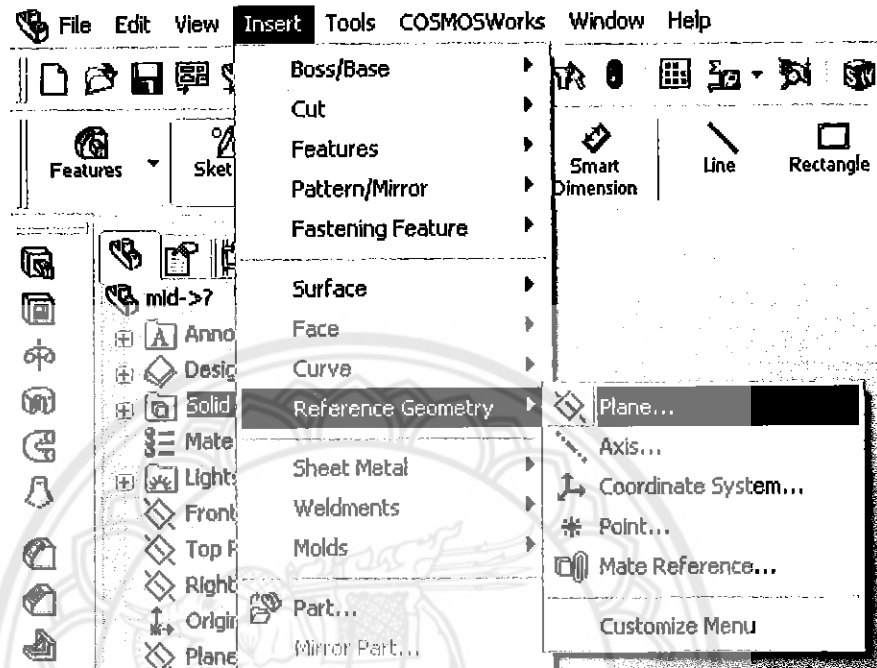 File Edit View Insert Tools COSMOSWorks Window Help
Boss/Base
Cut
Features
Features
Sket
Smart Dimension
Line
Rectangle
Pattern/Mirror
Fastening Feature
mid->?
Surface
Anno
Face
Desig
Curve
Solid
Reference Geometry
Plane...
Mate
Axis...
Lights
Sheet Metal
Coordinate System...
Front
Weldments
Point...
Top P
Molds
Mate Reference...
Right
Origin
Part...
Customize Menu
Plane
Mirror Part...